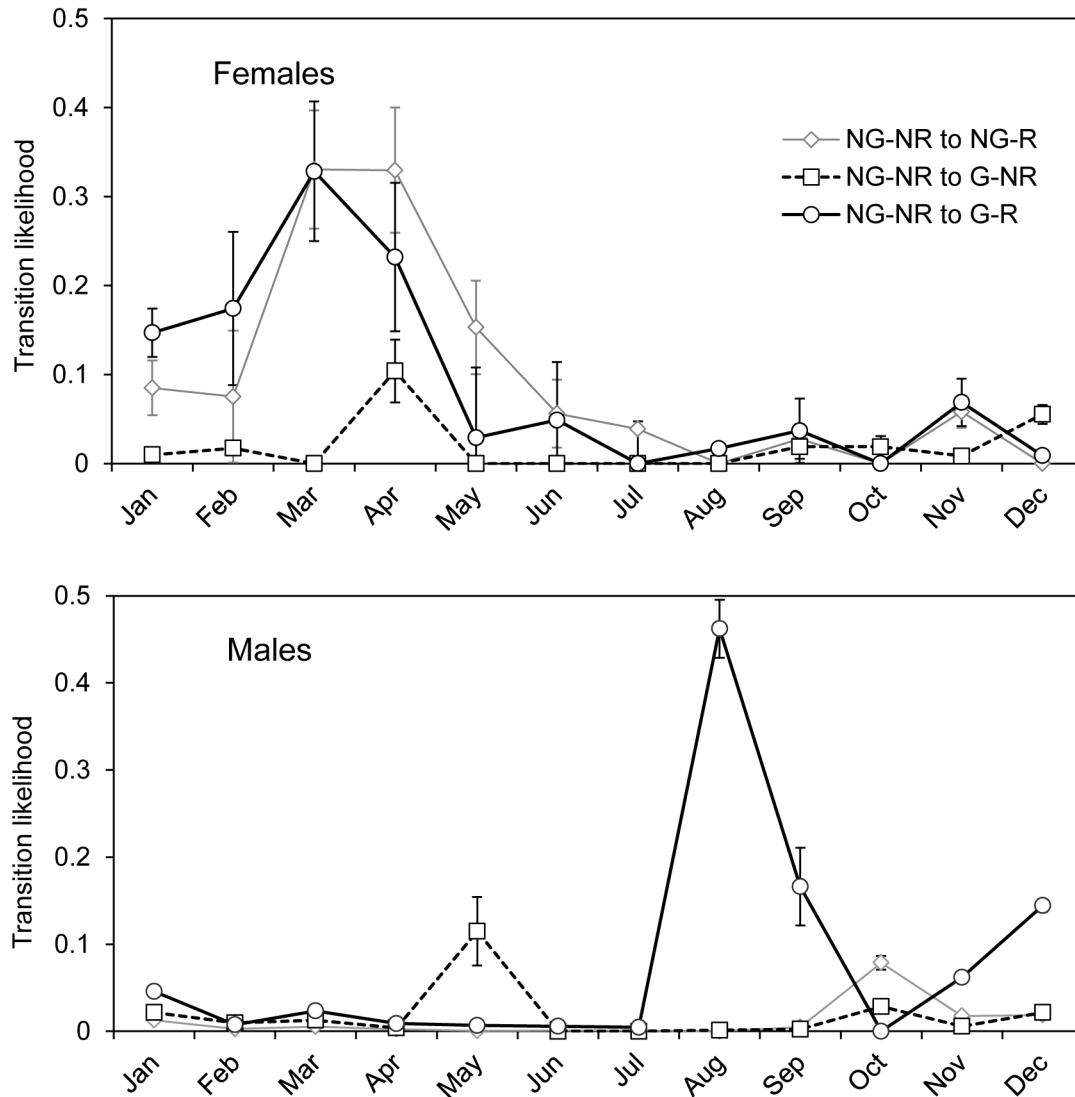 0.5
Females
0.4
NG-NR to NG-R
NG-NR to G-NR
NG-NR to G-R
0.3
0.2
0.1
0
Transition likelihood
Jan Feb Mar Apr May Jun Jul Aug Sep Oct Nov Dec
0.5
Males
0.4
0.3
0.2
0.1
0
Transition likelihood
Jan Feb Mar Apr May Jun Jul Aug Sep Oct Nov Dec